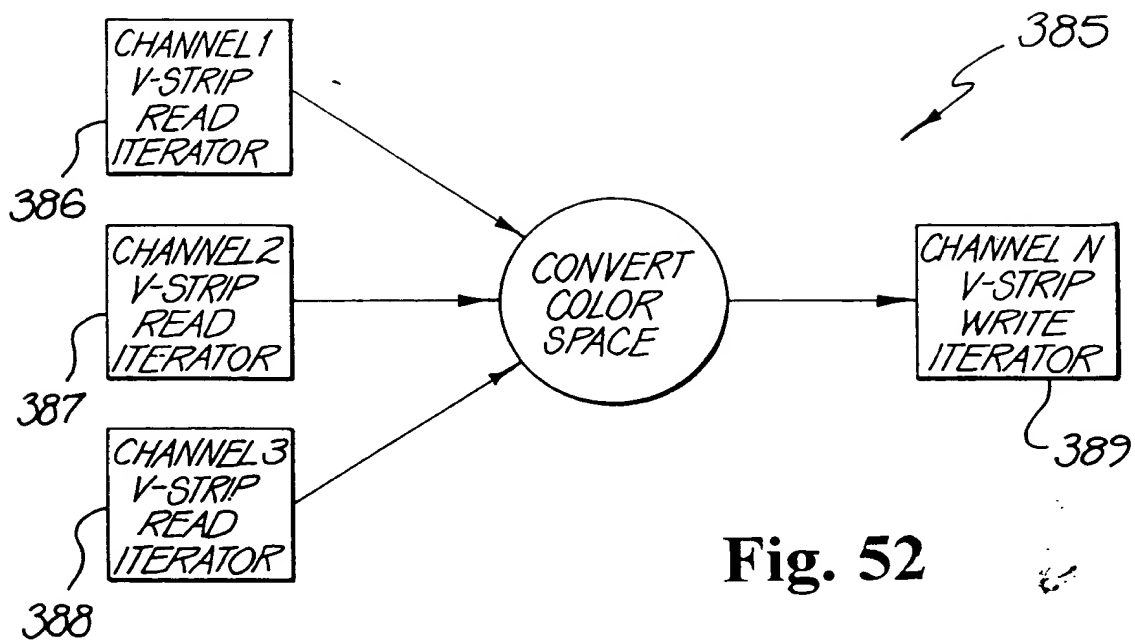 CHANNEL 1
V-STRIP
READ
ITERATOR
386
CHANNEL 2
V-STRIP
READ
ITERATOR
387
CHANNEL 3
V-STRIP
READ
ITERATOR
388
CONVERT
COLOR
SPACE
385
CHANNEL N
V-STRIP
WRITE
ITERATOR
389
Fig. 52